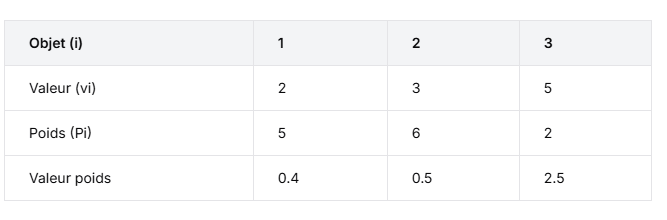 Objet (i) 1 2 3
Valeur (vi) 2 3 5
Poids (Pi) 5 6 2
Valeur poids 0.4 0.5 2.5